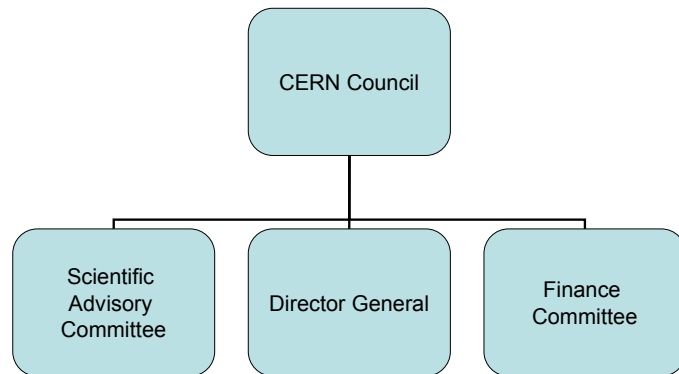 CERN Council
Scientific
Advisory
Committee
Director General
Finance
Committee